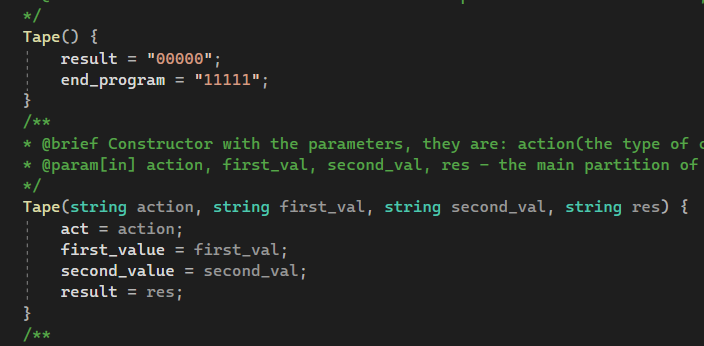 */
Tape() {
result = "00000";
end_program = "11111";
}
/**
* @brief Constructor with the parameters, they are: action(the type of
* @param[in] action, first_val, second_val, res - the main partition of
*/
Tape(string action, string first_val, string second_val, string res) {
act = action;
first_value = first_val;
second_value = second_val;
result = res;
}
/**